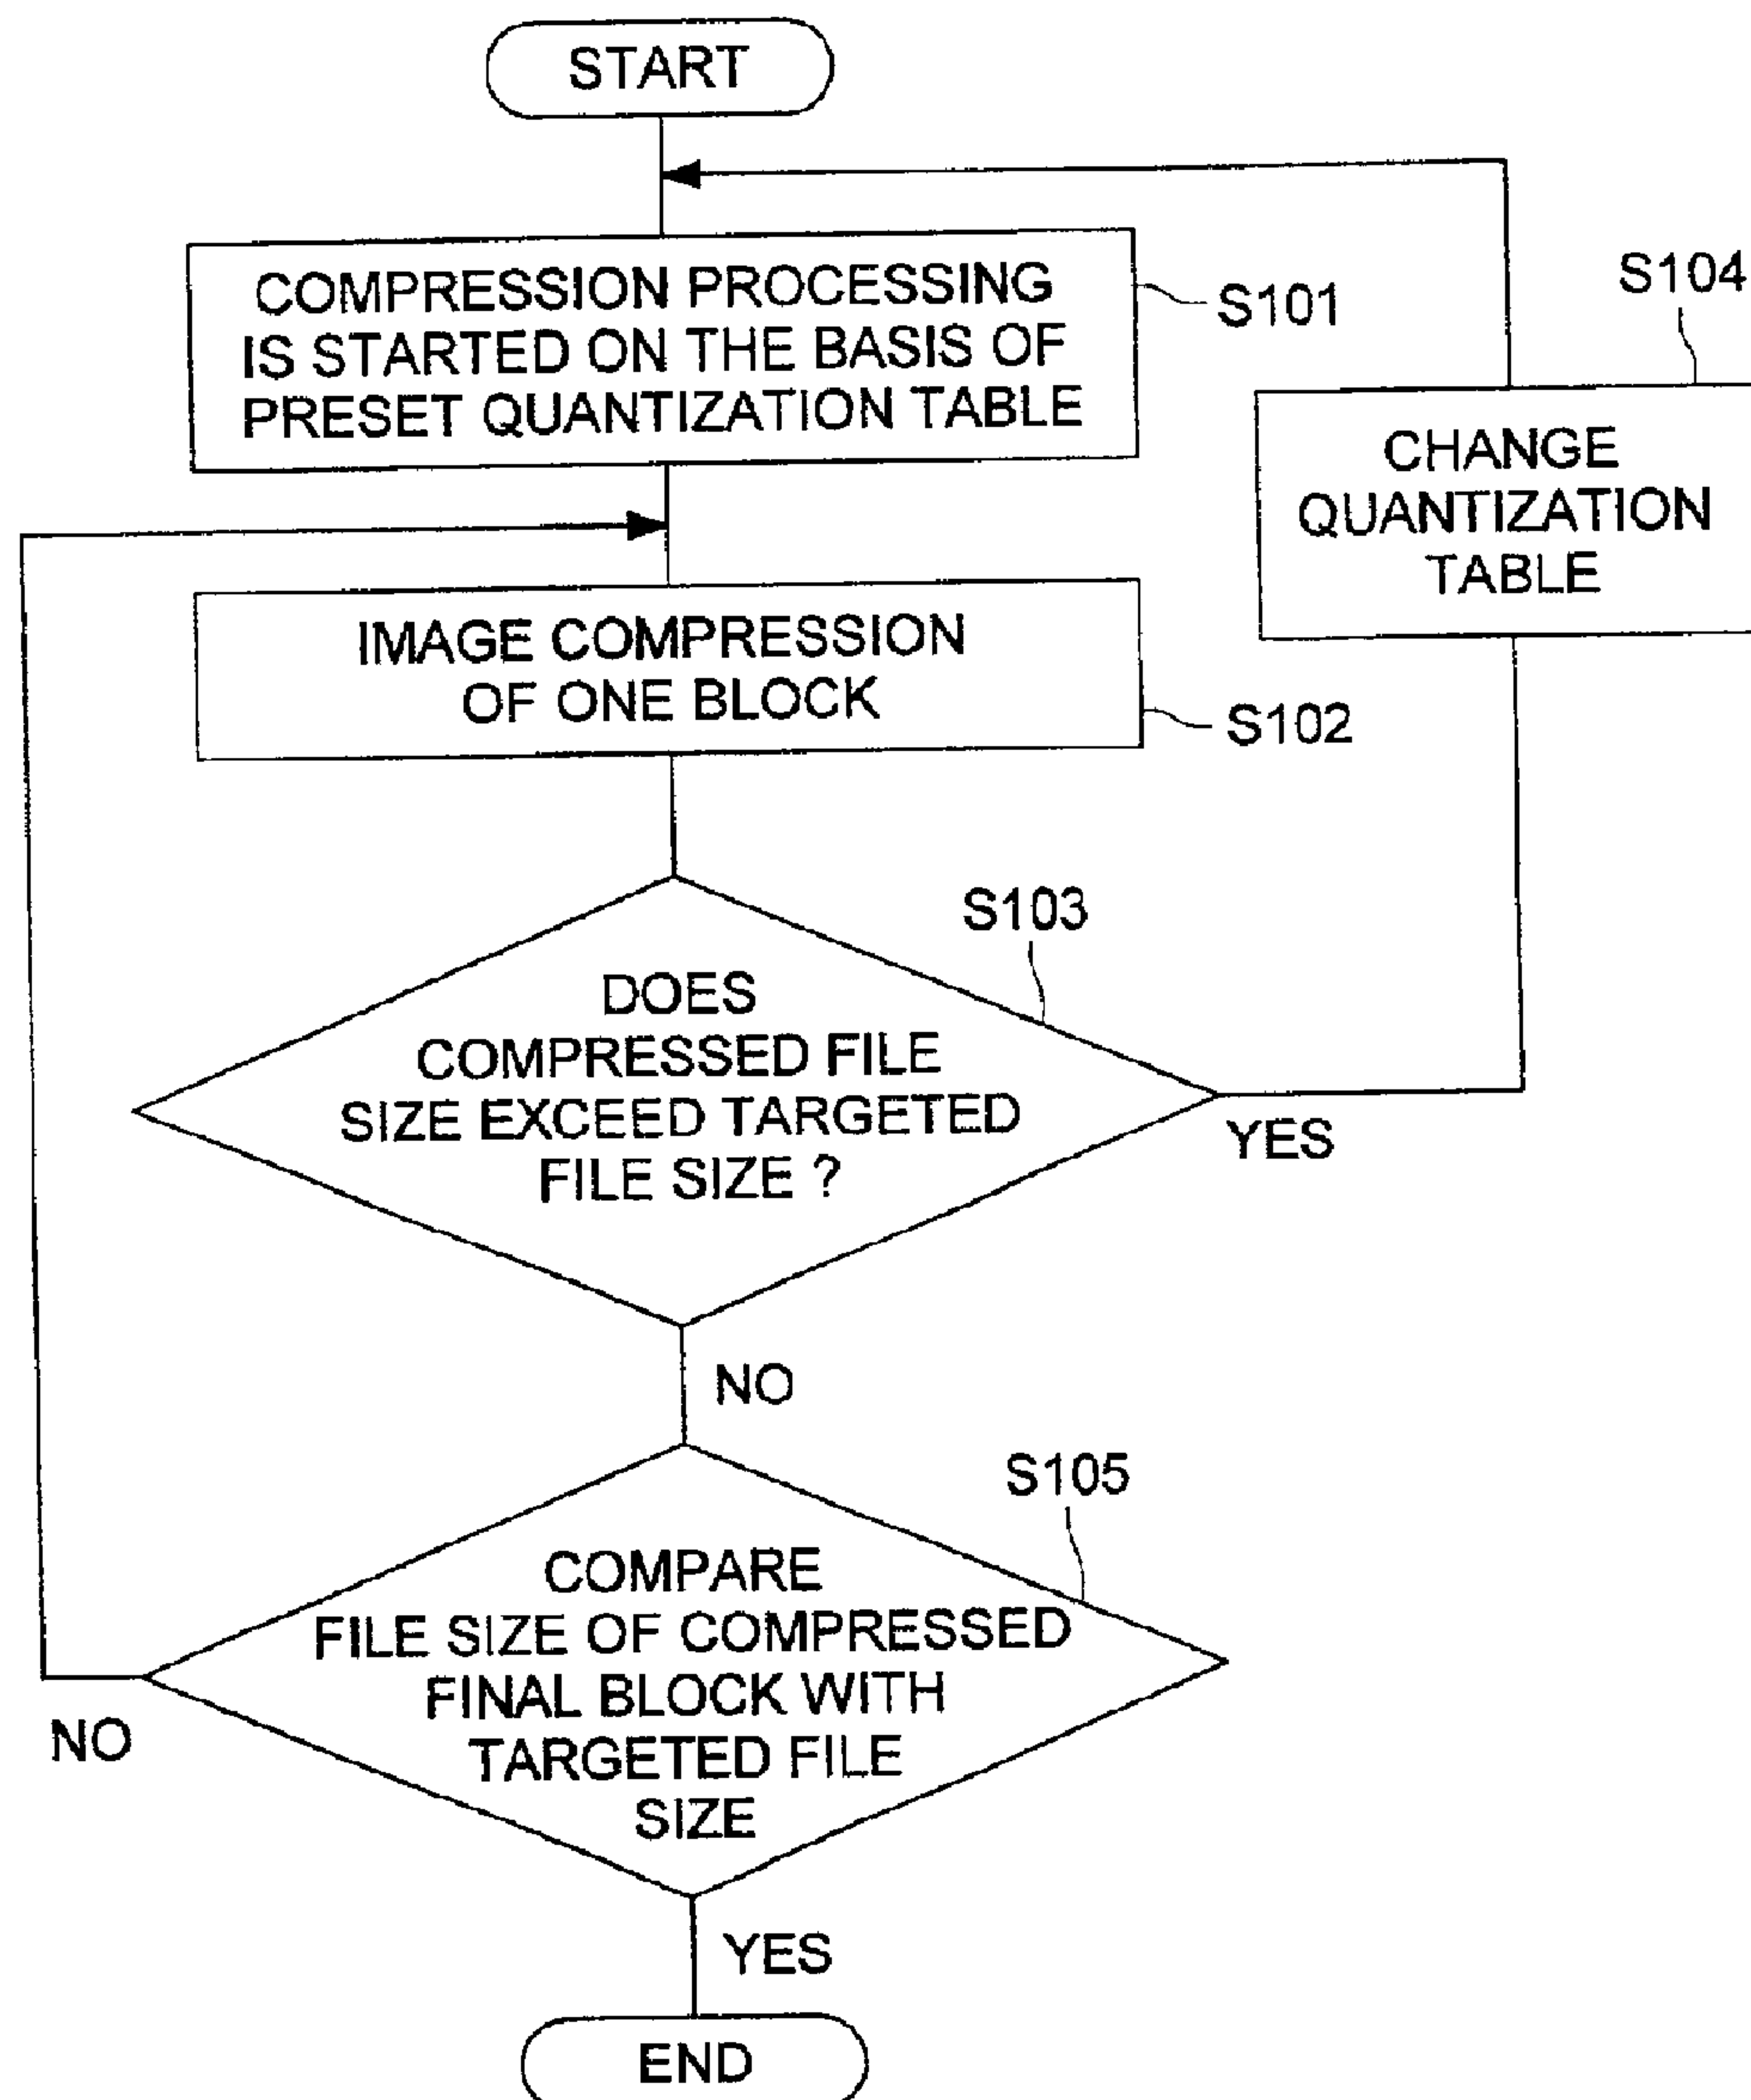 START
COMPRESSION PROCESSING
IS STARTED ON THE BASIS OF
PRESET QUANTIZATION TABLE
S101
S104
CHANGE
QUANTIZATION
TABLE
IMAGE COMPRESSION
OF ONE BLOCK
S102
S103
DOES
COMPRESSED FILE
SIZE EXCEED TARGETED
FILE SIZE ?
YES
NO
S105
COMPARE
FILE SIZE OF COMPRESSED
FINAL BLOCK WITH
TARGETED FILE
SIZE
NO
YES
END